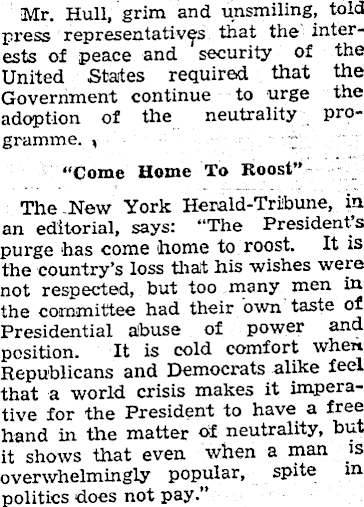 Mr. Hull, grim and unsmiling, told
press representatives that the inter-
ests of peace and security of the
United States required that the
Government continue to urge the
adoption of the neutrality pro-
gramme.
"Come Home To Roost"
The New York Herald-Tribune, in
an editorial, says: "The President's
purge has come home to roost. It is
the country's loss that his wishes were
not respected, but too many men in
the committee had their own taste of
Presidential abuse of power and
position. It is cold comfort when
Republicans and Democrats alike feel
that a world crisis makes it impera-
tive for the President to have a free
hand in the matter of neutrality, but
it shows that even when a man is
overwhelmingly popular, spite in
politics does not pay."